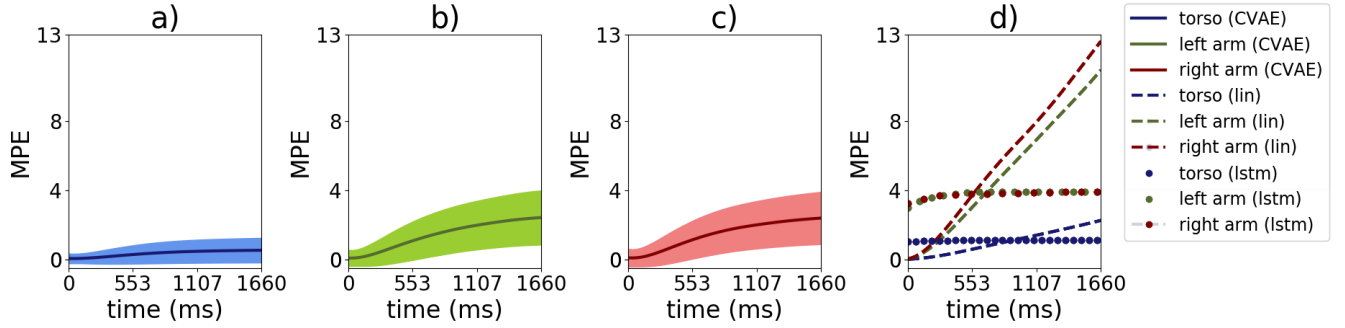 a)
13
8
4
0
MPE
0 553 1107 1660
time (ms)
b)
13
8
4
0
MPE
0 553 1107 1660
time (ms)
c)
13
8
4
0
MPE
0 553 1107 1660
time (ms)
d)
13
8
4
0
MPE
0 553 1107 1660
time (ms)
torso (CVAE)
left arm (CVAE)
right arm (CVAE)
torso (lin)
left arm (lin)
right arm (lin)
torso (lstm)
left arm (lstm)
right arm (lstm)